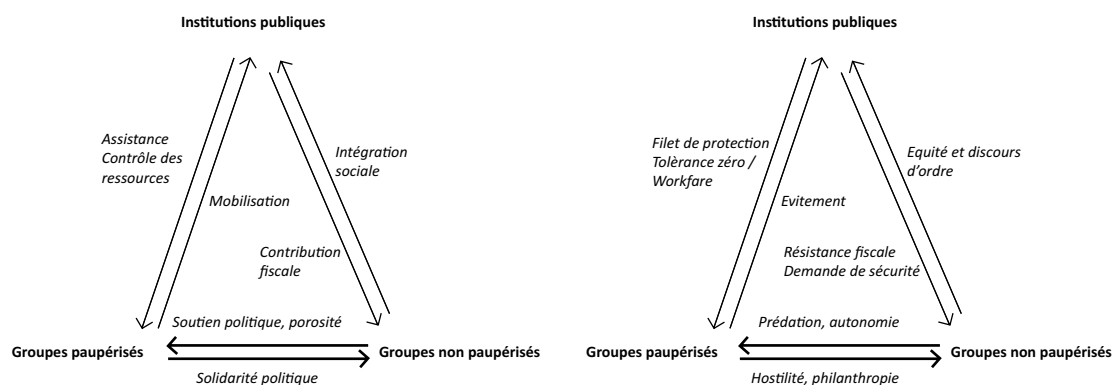 Institutions publiques
Assistance
Contrôle des
ressources
Intégration
sociale
Mobilisation
Contribution
fiscale
Soutien politique, porosité
Groupes paupérisés
Groupes non paupérisés
Solidarité politique
Institutions publiques
Filet de protection
Tolèrance zéro /
Workfare
Equité et discours
d'ordre
Evitement
Résistance fiscale
Demande de sécurité
Prédation, autonomie
Groupes paupérisés
Groupes non paupérisés
Hostilité, philanthropie